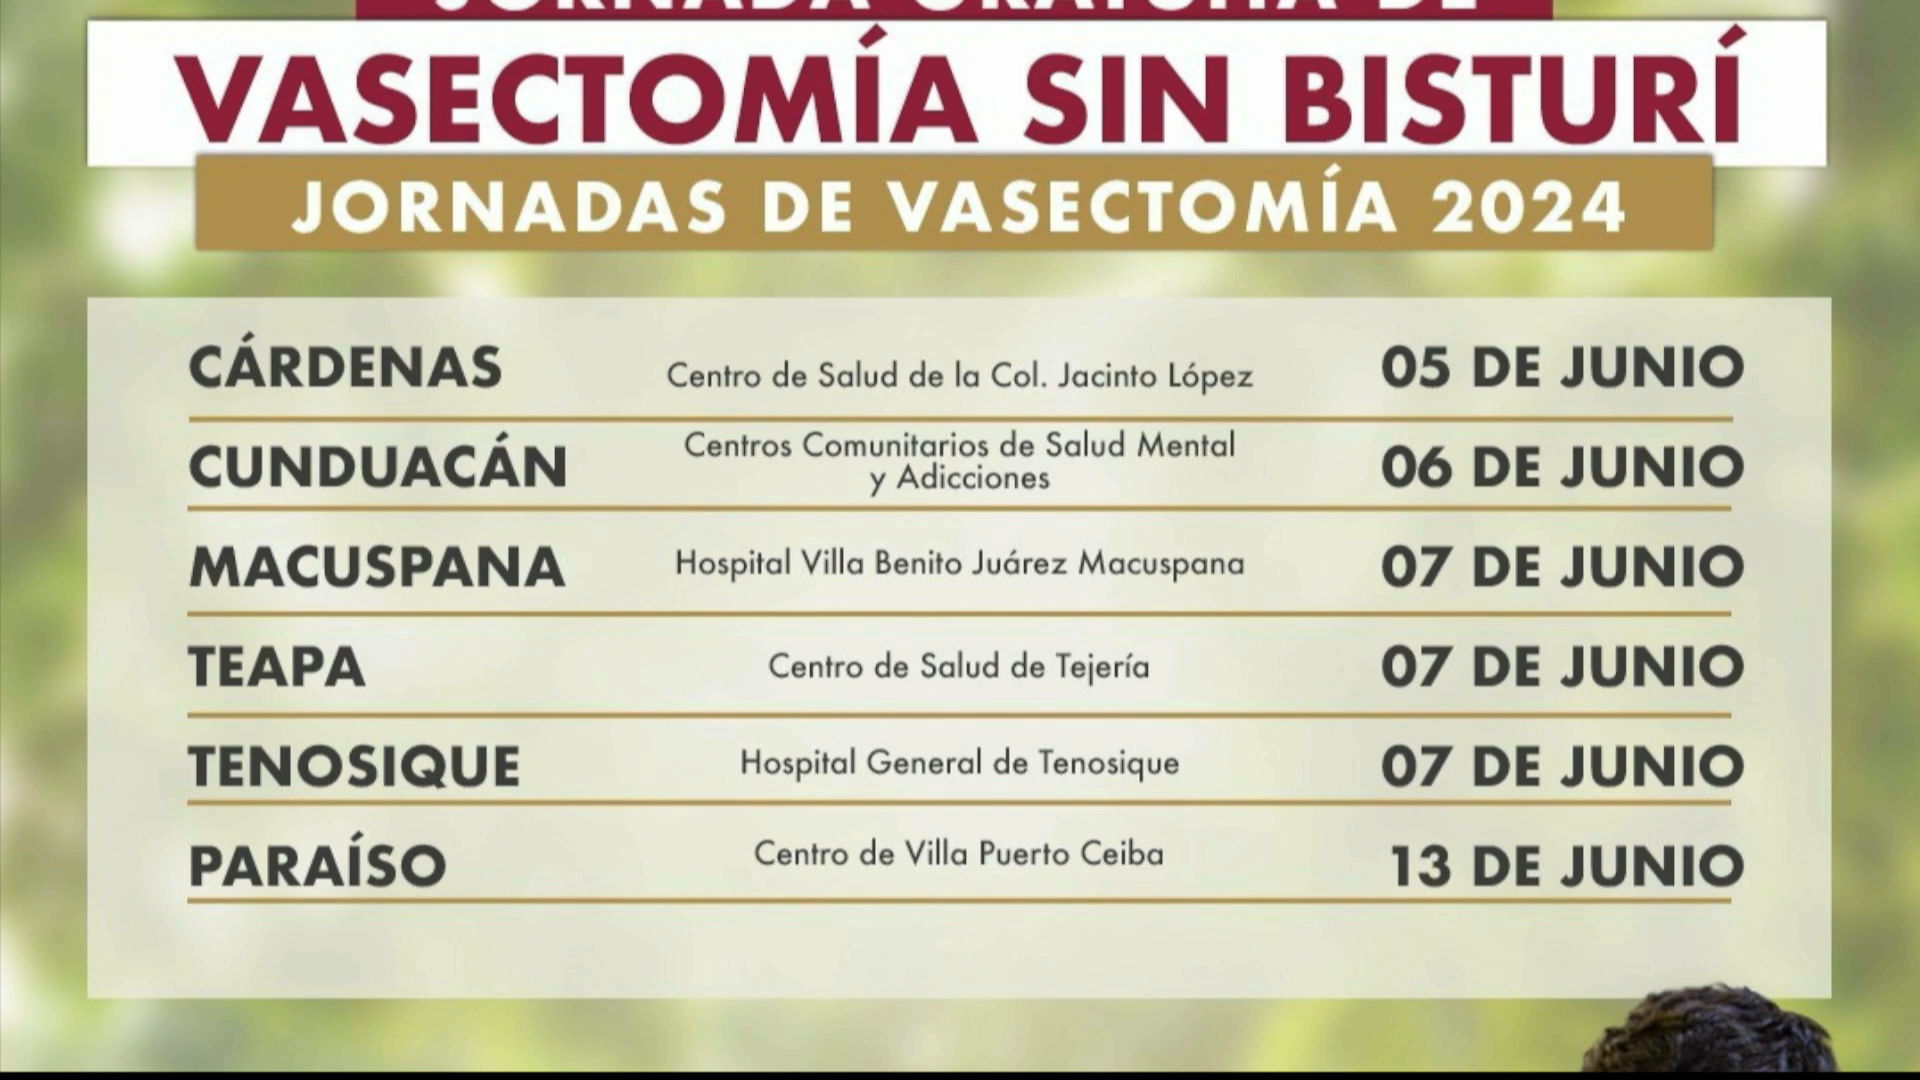 JORNADA GRATUITA DE
VASECTOMÍA SIN BISTURÍ
JORNADAS DE VASECTOMÍA 2024
CÁRDENAS Centro de Salud de la Col. Jacinto López 05 DE JUNIO
CUNDUACÁN Centros Comunitarios de Salud Mental
y Adicciones 06 DE JUNIO
MACUSPANA Hospital Villa Benito Juárez Macuspana 07 DE JUNIO
TEAPA Centro de Salud de Tejería 07 DE JUNIO
TENOSIQUE Hospital General de Tenosique 07 DE JUNIO
PARAÍSO Centro de Villa Puerto Ceiba 13 DE JUNIO